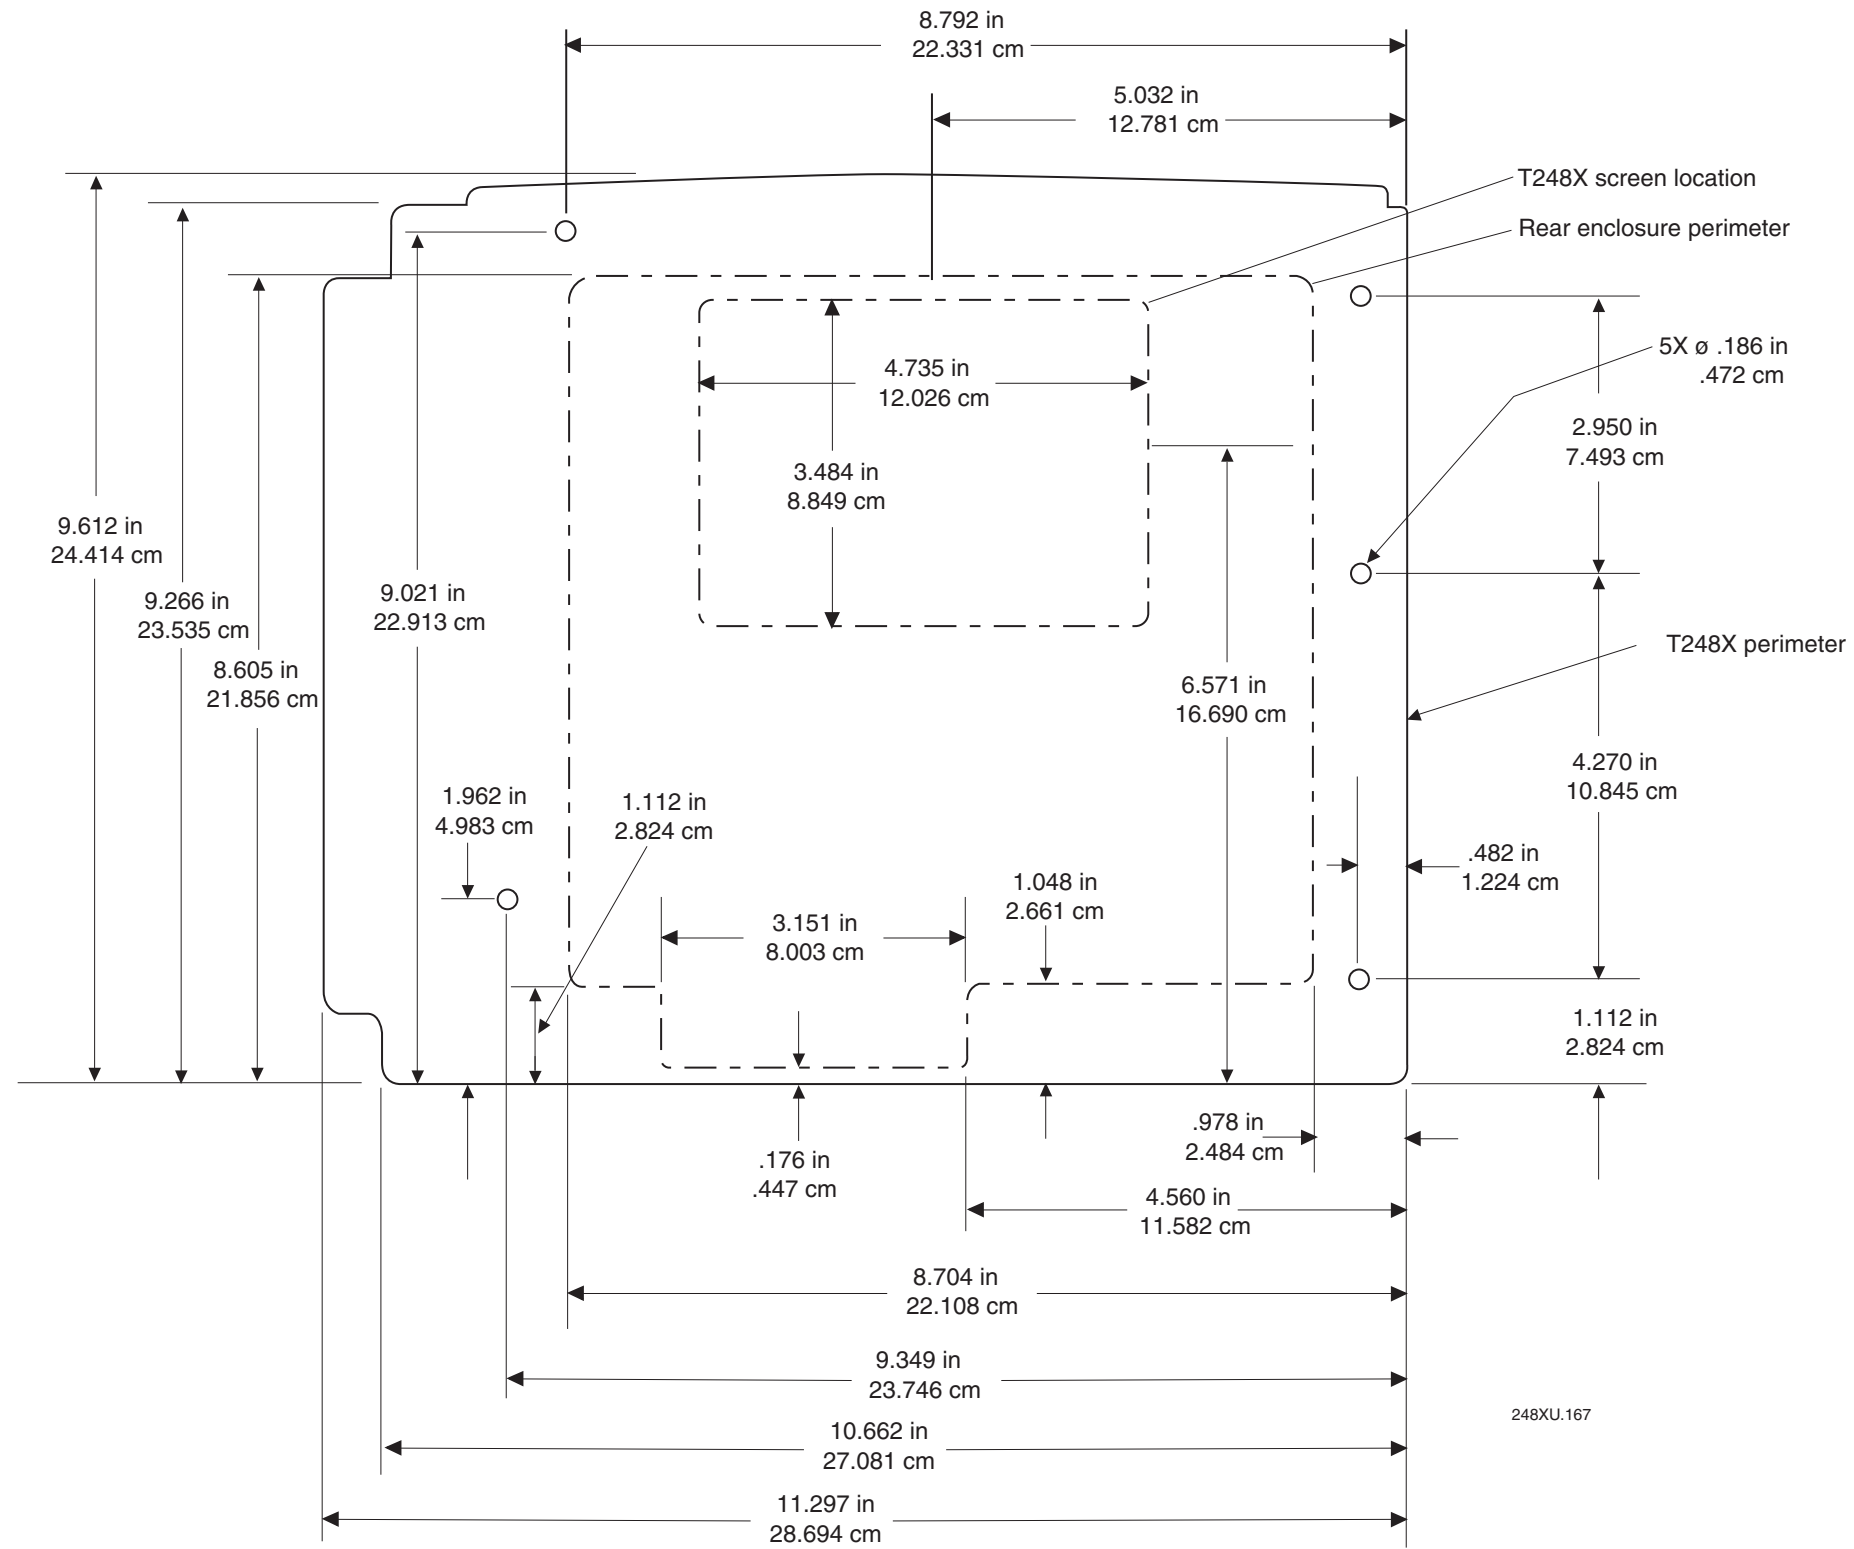 8.792 in
22.331 cm
5.032 in
12.781 cm
T248X screen location
Rear enclosure perimeter
5X ø .186 in
.472 cm
4.735 in
12.026 cm
2.950 in
7.493 cm
3.484 in
8.849 cm
9.612 in
24.414 cm
9.266 in
23.535 cm
9.021 in
22.913 cm
8.605 in
21.856 cm
T248X perimeter
6.571 in
16.690 cm
4.270 in
10.845 cm
1.962 in
4.983 cm
1.112 in
2.824 cm
.482 in
1.224 cm
1.048 in
2.661 cm
3.151 in
8.003 cm
1.112 in
2.824 cm
.978 in
2.484 cm
.176 in
.447 cm
4.560 in
11.582 cm
8.704 in
22.108 cm
9.349 in
23.746 cm
248XU.167
10.662 in
27.081 cm
11.297 in
28.694 cm